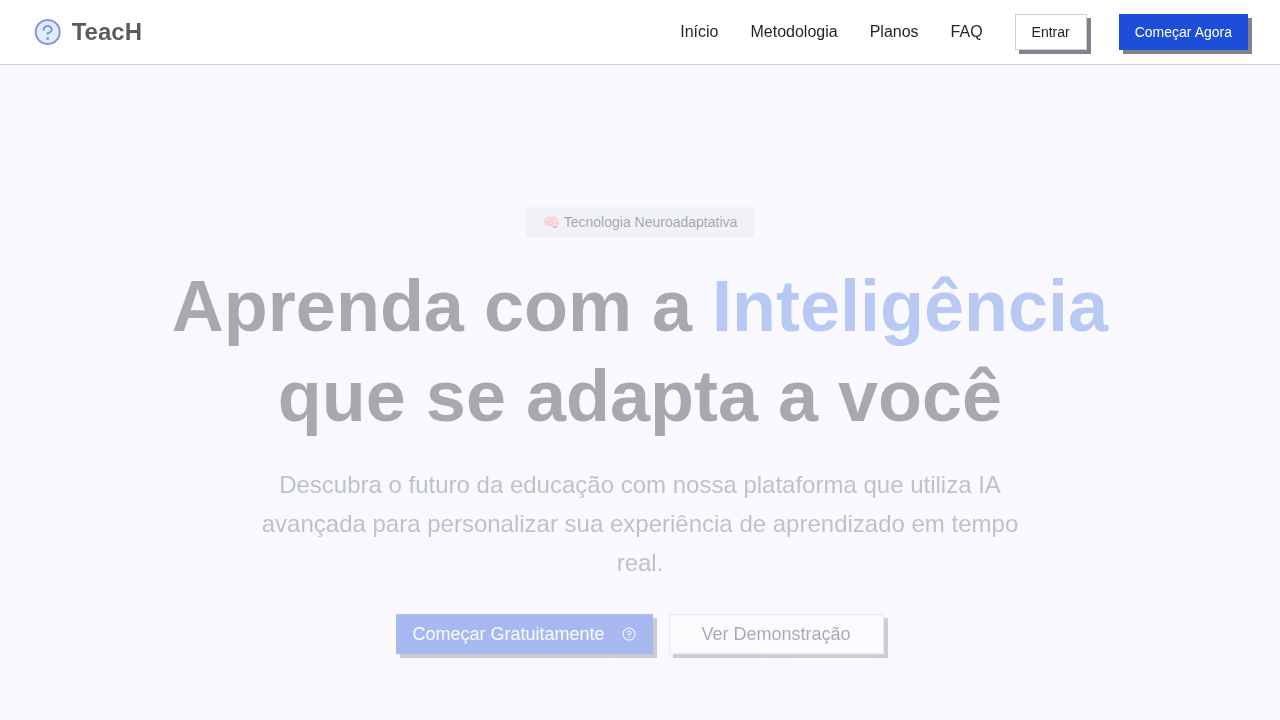 TeacH
Início
Metodologia
Planos
FAQ
Entrar
Começar Agora
🧠 Tecnologia Neuroadaptativa
Aprenda com a Inteligência
que se adapta a você
Descubra o futuro da educação com nossa plataforma que utiliza IA
avançada para personalizar sua experiência de aprendizado em tempo
real.
Começar Gratuitamente
Ver Demonstração